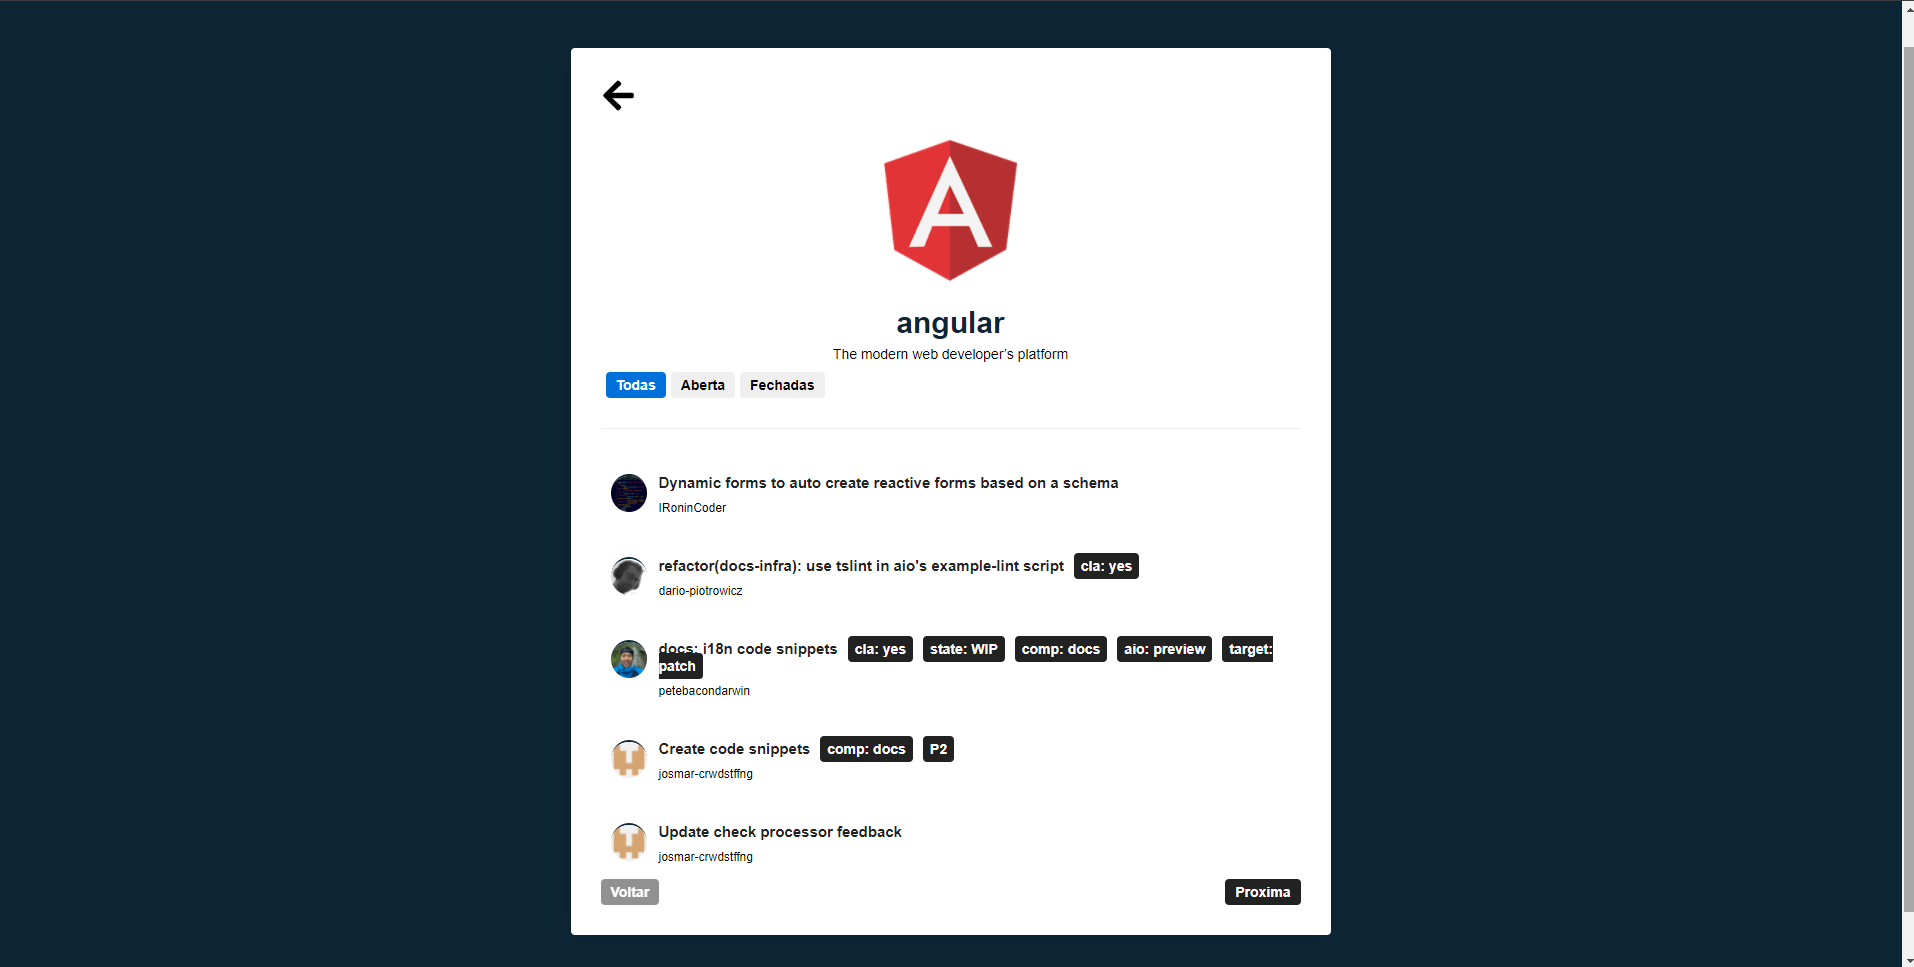 A
angular
The modern web developer's platform
Todas Aberta Fechadas
Dynamic forms to auto create reactive forms based on a schema
IRoninCoder
refactor(docs-infra): use tslint in aio's example-lint script cla: yes
dario-piotrowicz
docs: i18n code snippets cla: yes state: WIP comp: docs aio: preview target:
patch
petebacondarwin
Create code snippets comp: docs P2
josmar-crwdstffng
Update check processor feedback
josmar-crwdstffng
Voltar Proxima